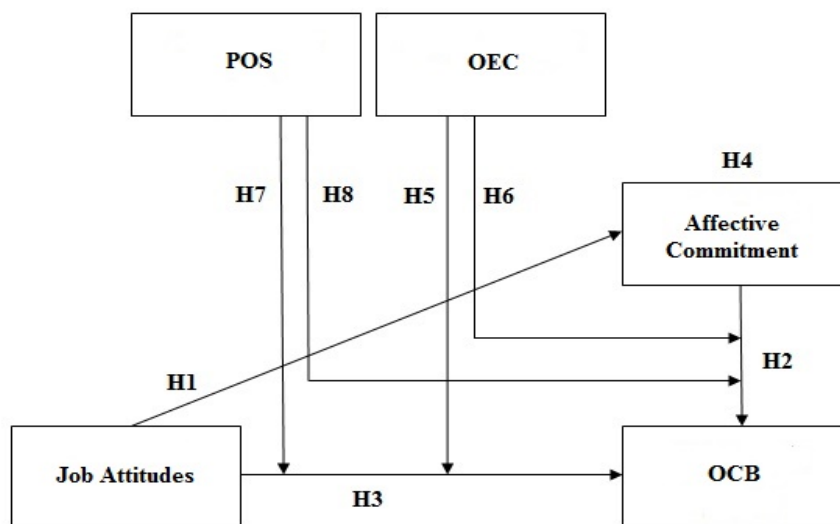 POS
OEC
H4
H7
H8
H5
H6
Affective
Commitment
H1
H2
Job Attitudes
OCB
H3